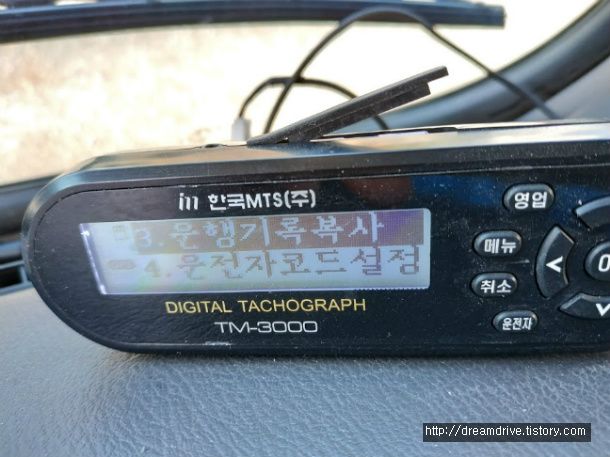 한국MTS(주)
3.운행기록복사
4.운전자코드설정
DIGITAL TACHOGRAPH
TM-3000
영업
메뉴
취소
운전자
http://dreamdrive.tistory.com